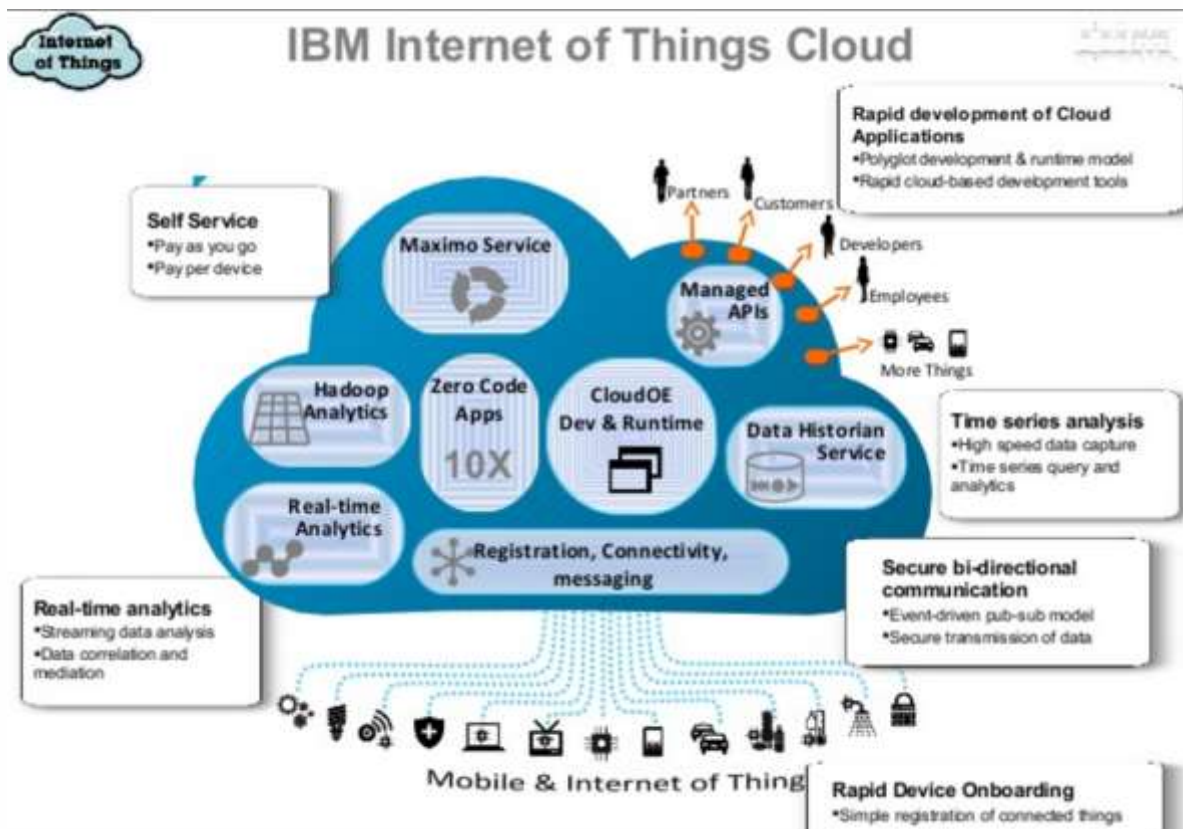 Internet
of Things
IBM Internet of Things Cloud
Rapid development of Cloud
Applications
▪Polyglot development & runtime model
▪Rapid cloud-based development tools
Self Service
▪Pay as you go
▪Pay per device
Partners
Customers
Developers
Employees
More Things
Maximo Service
Managed
APIs
Hadoop
Analytics
Zero Code
Apps
10X
CloudOE
Dev & Runtime
Data Historian
Service
Time series analysis
▪High speed data capture
▪Time series query and
analytics
Real-time
Analytics
Registration, Connectivity,
messaging
Secure bi-directional
communication
▪Event-driven pub-sub model
▪Secure transmission of data
Real-time analytics
▪Streaming data analysis
▪Data correlation and
mediation
Mobile & Internet of Thing
Rapid Device Onboarding
▪Simple registration of connected things